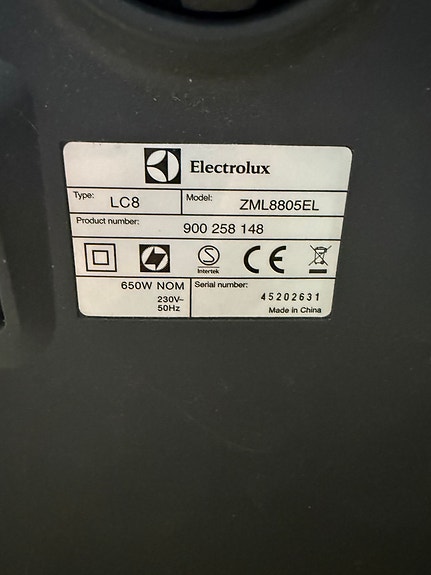 Electrolux
Type: LC8 Model: ZML8805EL
Product number: 900 258 148
S
Intertek
CE
650W NOM Serial number:
230V~ 45202631
50Hz Made in China